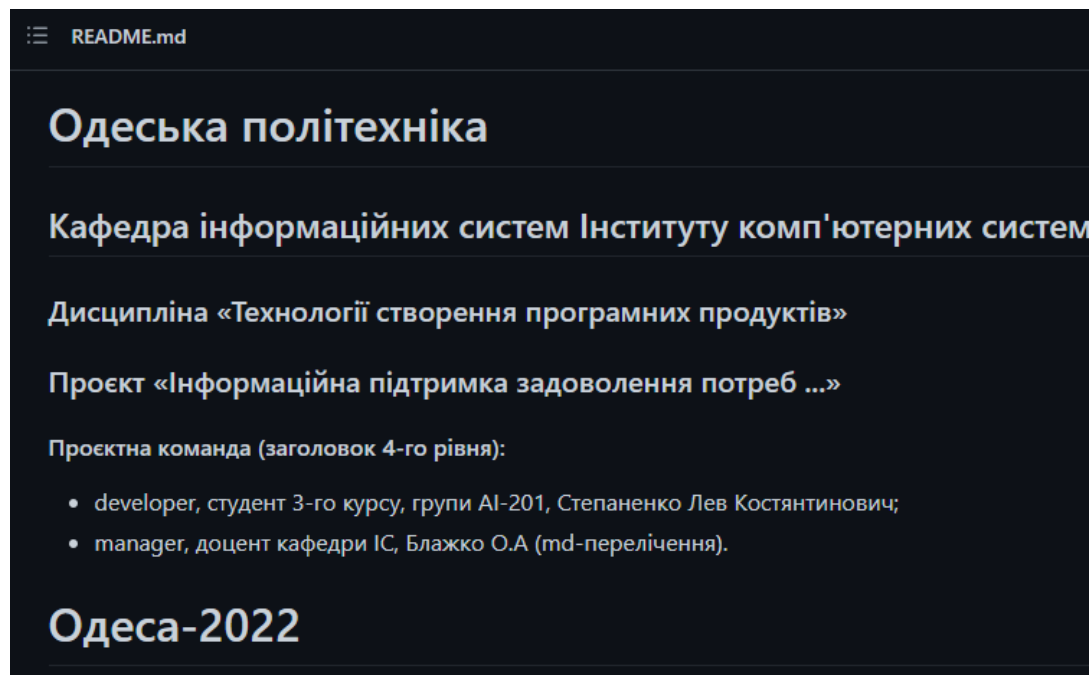 README.md
Одеська політехніка
Кафедра інформаційних систем Інституту комп'ютерних систем
Дисципліна «Технології створення програмних продуктів»
Проєкт «Інформаційна підтримка задоволення потреб ...»
Проєктна команда (заголовок 4-го рівня):
developer, студент 3-го курсу, групи АІ-201, Степаненко Лев Костянтинович;
manager, доцент кафедри ІС, Блажко О.А (md-перелічення).
Одеса-2022